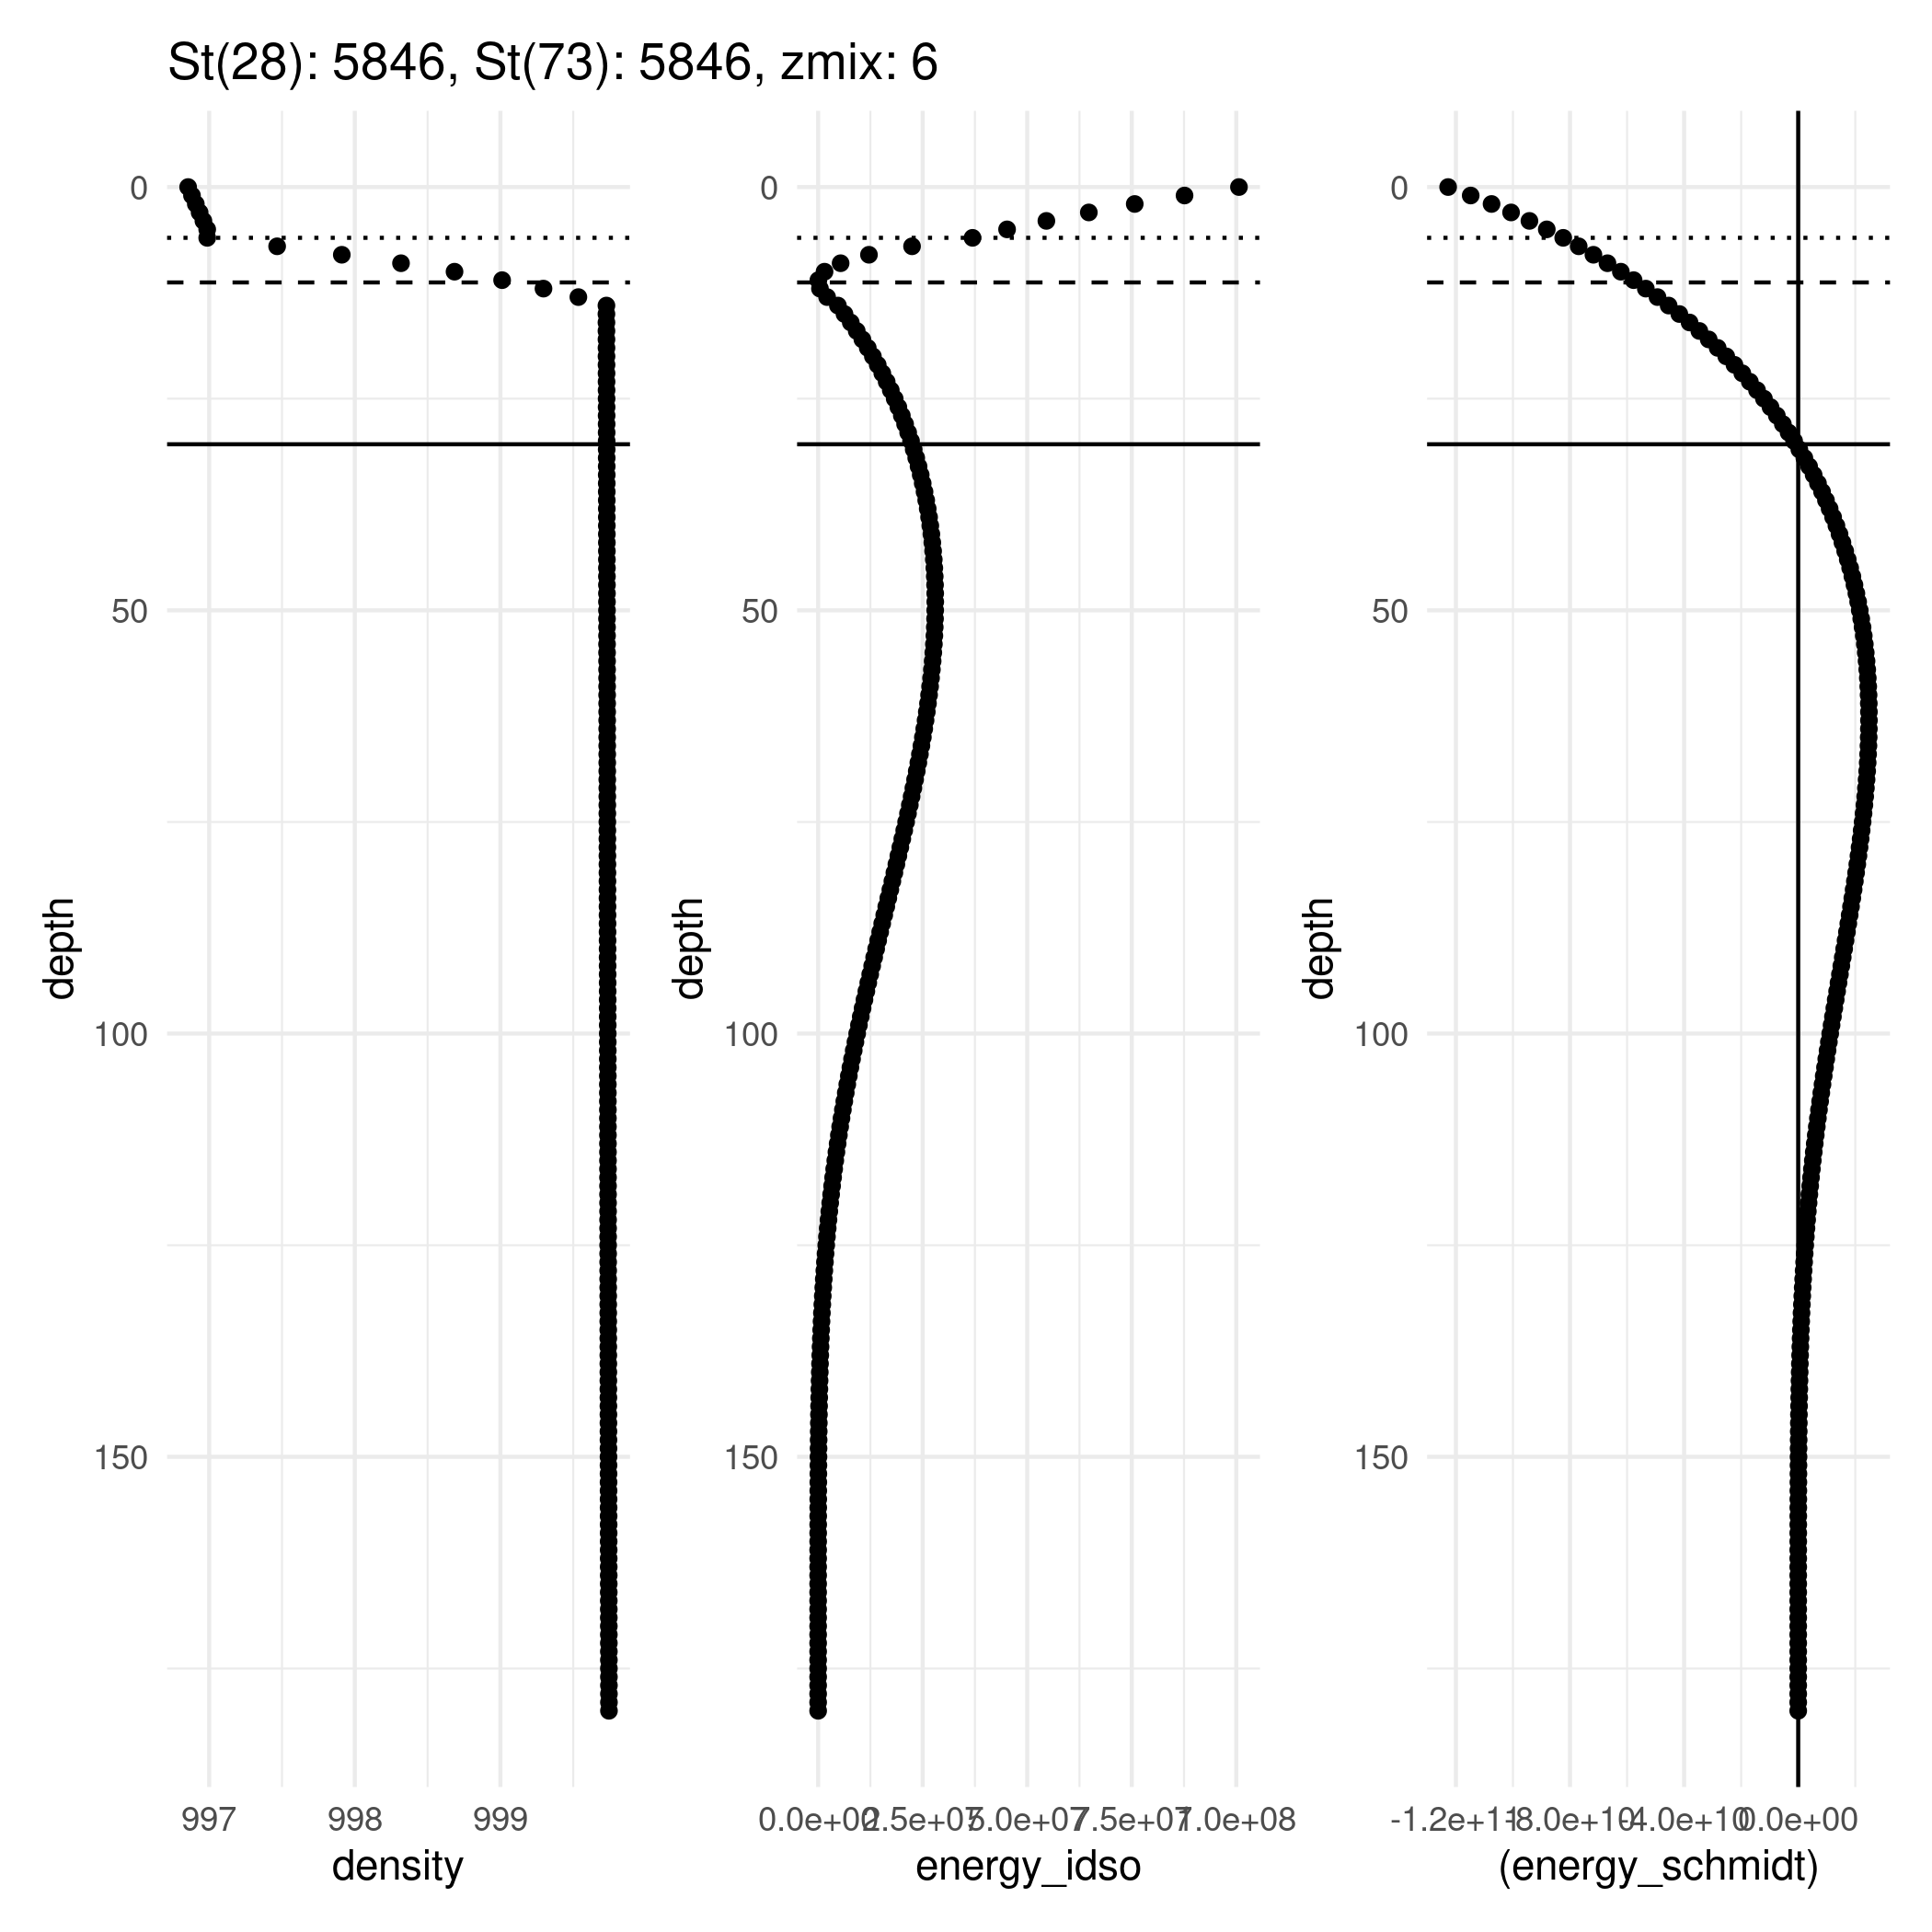 St(28): 5846, St(73): 5846, zmix: 6
0
50
100
150
depth
997 998 999
density
0
50
100
150
depth
0.0e+00 2.5e+07 5.0e+07 7.5e+07 1.0e+08
energy_idso
0
50
100
150
depth
-1.2e+11 -8.0e+10 -4.0e+10 0.0e+00
(energy_schmidt)